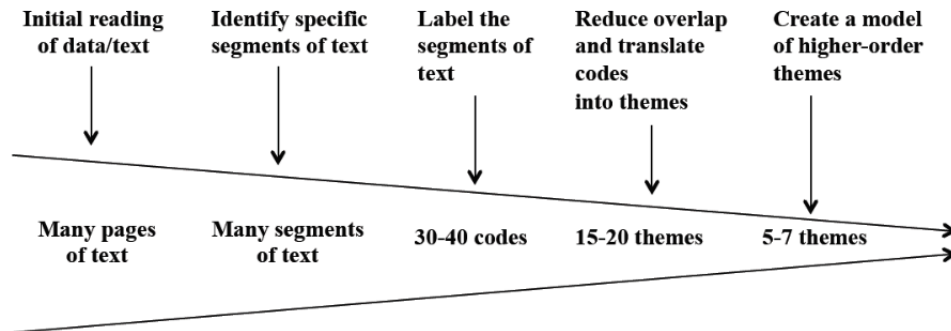 Initial reading
of data/text
Identify specific
segments of text
Label the
segments of
text
Reduce overlap
and translate
codes
into themes
Create a model
of higher-order
themes
Many pages
of text
Many segments
of text
30-40 codes
15-20 themes
5-7 themes